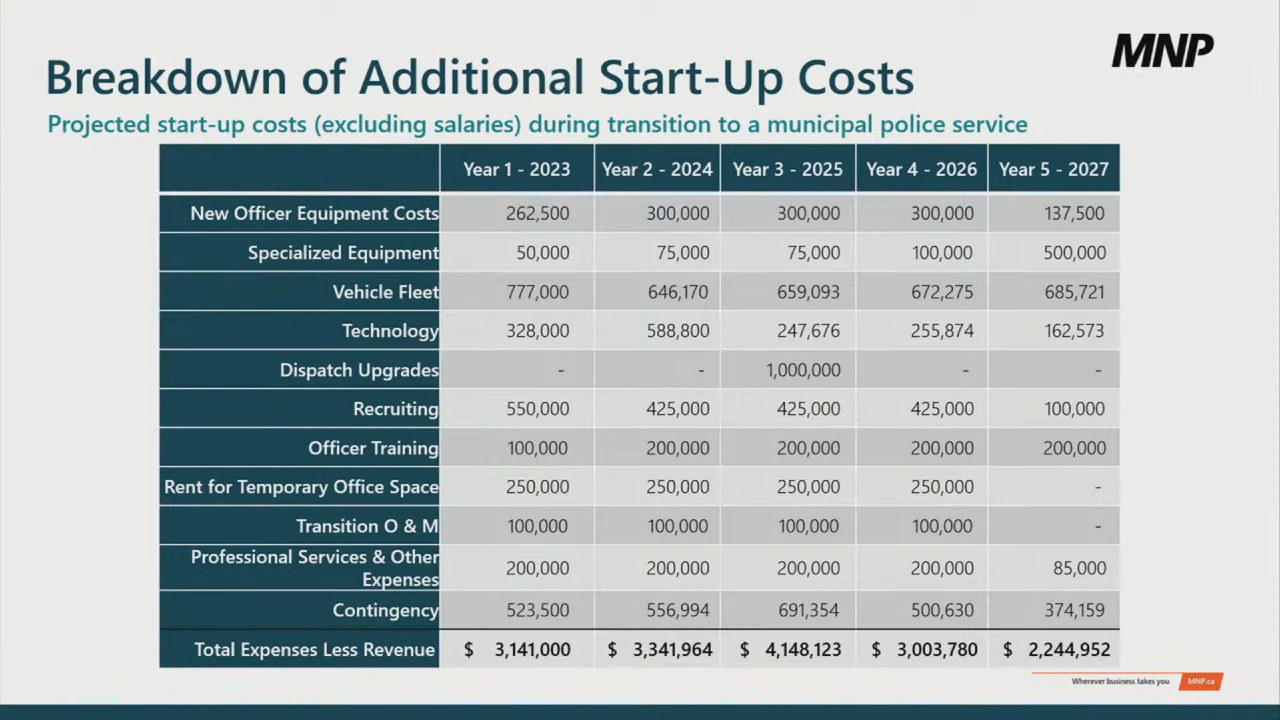 MNP
Breakdown of Additional Start-Up Costs
Projected start-up costs (excluding salaries) during transition to a municipal police service
Year 1 - 2023 Year 2 - 2024 Year 3 - 2025 Year 4 - 2026 Year 5 - 2027
New Officer Equipment Costs 262,500 300,000 300,000 300,000 137,500
Specialized Equipment 50,000 75,000 75,000 100,000 500,000
Vehicle Fleet 777,000 646,170 659,093 672,275 685,721
Technology 328,000 588,800 247,676 255,874 162,573
Dispatch Upgrades - - 1,000,000 - -
Recruiting 550,000 425,000 425,000 425,000 100,000
Officer Training 100,000 200,000 200,000 200,000 200,000
Rent for Temporary Office Space 250,000 250,000 250,000 250,000 -
Transition O & M 100,000 100,000 100,000 100,000 -
Professional Services & Other
Expenses 200,000 200,000 200,000 200,000 85,000
Contingency 523,500 556,994 691,354 500,630 374,159
Total Expenses Less Revenue $ 3,141,000 $ 3,341,964 $ 4,148,123 $ 3,003,780 $ 2,244,952
Wherever business takes you MNP.ca